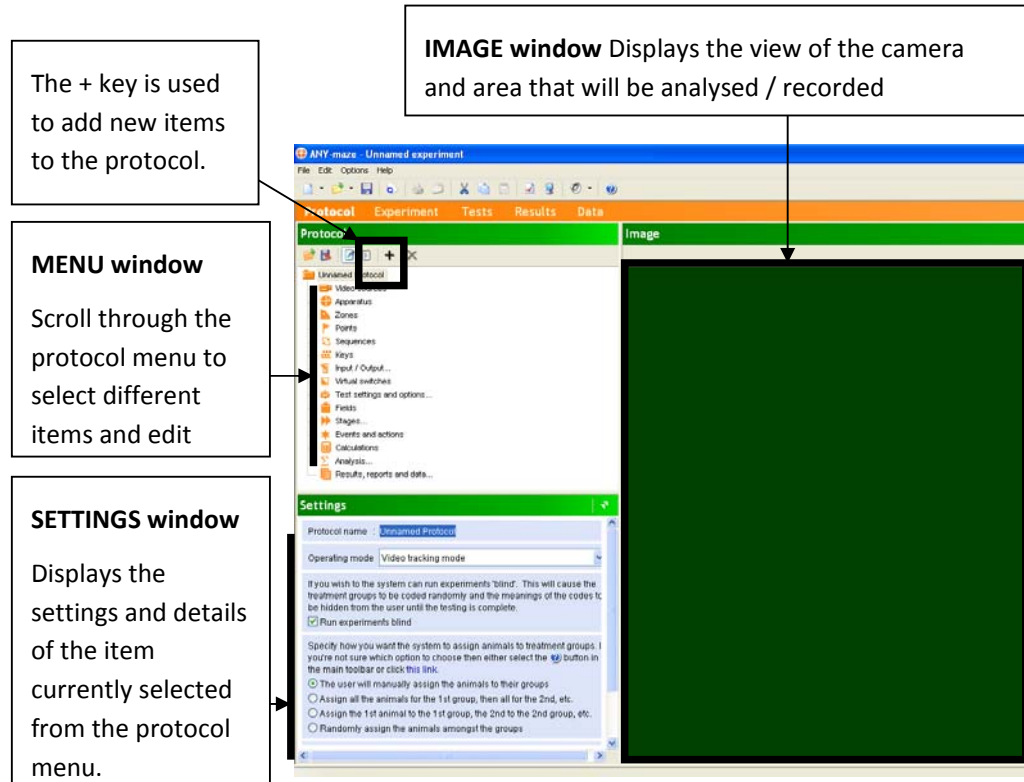 IMAGE window Displays the view of the camera
and area that will be analysed / recorded
The + key is used
to add new items
to the protocol.
MENU window
Scroll through the
protocol menu to
select different
items and edit
SETTINGS window
Displays the
settings and details
of the item
currently selected
from the protocol
menu.
ANY-maze - Unnamed experiment
File Edit Options Help
Protocol Experiment Tests Results Data
Protocol
Image
Unnamed Protocol
Video sources
Apparatus
Zones
Points
Sequences
Keys
Input / Output...
Virtual switches
Test settings and options...
Fields
Stages...
Events and actions
Calculations
Analysis...
Results, reports and data...
Settings
Protocol name : Unnamed Protocol
Operating mode Video tracking mode
If you wish to the system can run experiments 'blind'. This will cause the
treatment groups to be coded randomly and the meanings of the codes to
be hidden from the user until the testing is complete.
Run experiments blind
Specify how you want the system to assign animals to treatment groups. I
you're not sure which option to choose then either select the button in
the main toolbar or click this link.
The user will manually assign the animals to their groups
Assign all the animals for the 1st group, then all for the 2nd, etc.
Assign the 1st animal to the 1st group, the 2nd to the 2nd group, etc.
Randomly assign the animals amongst the groups